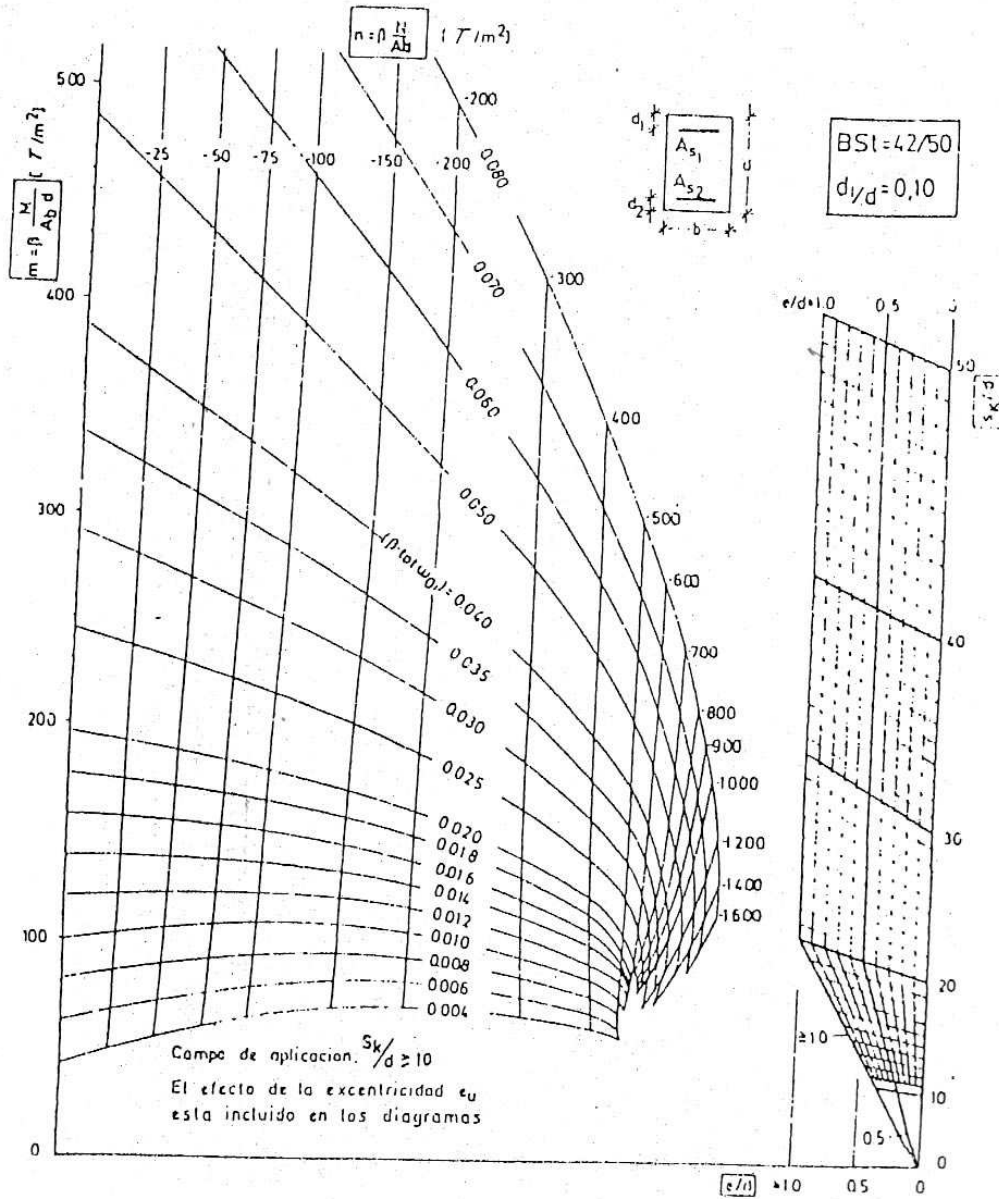 n = β N/Ab ( T/m²)
m = β M/Ab d ( T/m²)
500
400
300
200
100
0
-25
-50
-75
-100
-150
-200
-200
-300
400
-500
-600
-700
-800
-900
-1000
-1200
-1400
-1600
0.080
0.070
0.060
0.050
(β·tot ω₀₁) = 0.040
0.035
0.030
0.025
0.020
0.018
0.016
0.014
0.012
0.010
0.008
0.006
0.004
d₁
As₁
As₂
d₂
b
d
BSt = 42/50
d₁/d = 0,10
e/d=1.0 0.5 0
50
sK/d
40
30
20
10
0
≥10
0.5
e/d ≥1.0 0.5 0
Campo de aplicacion. sK/d ≥ 10
El efecto de la excentricidad eu
esta incluido en los diagramas